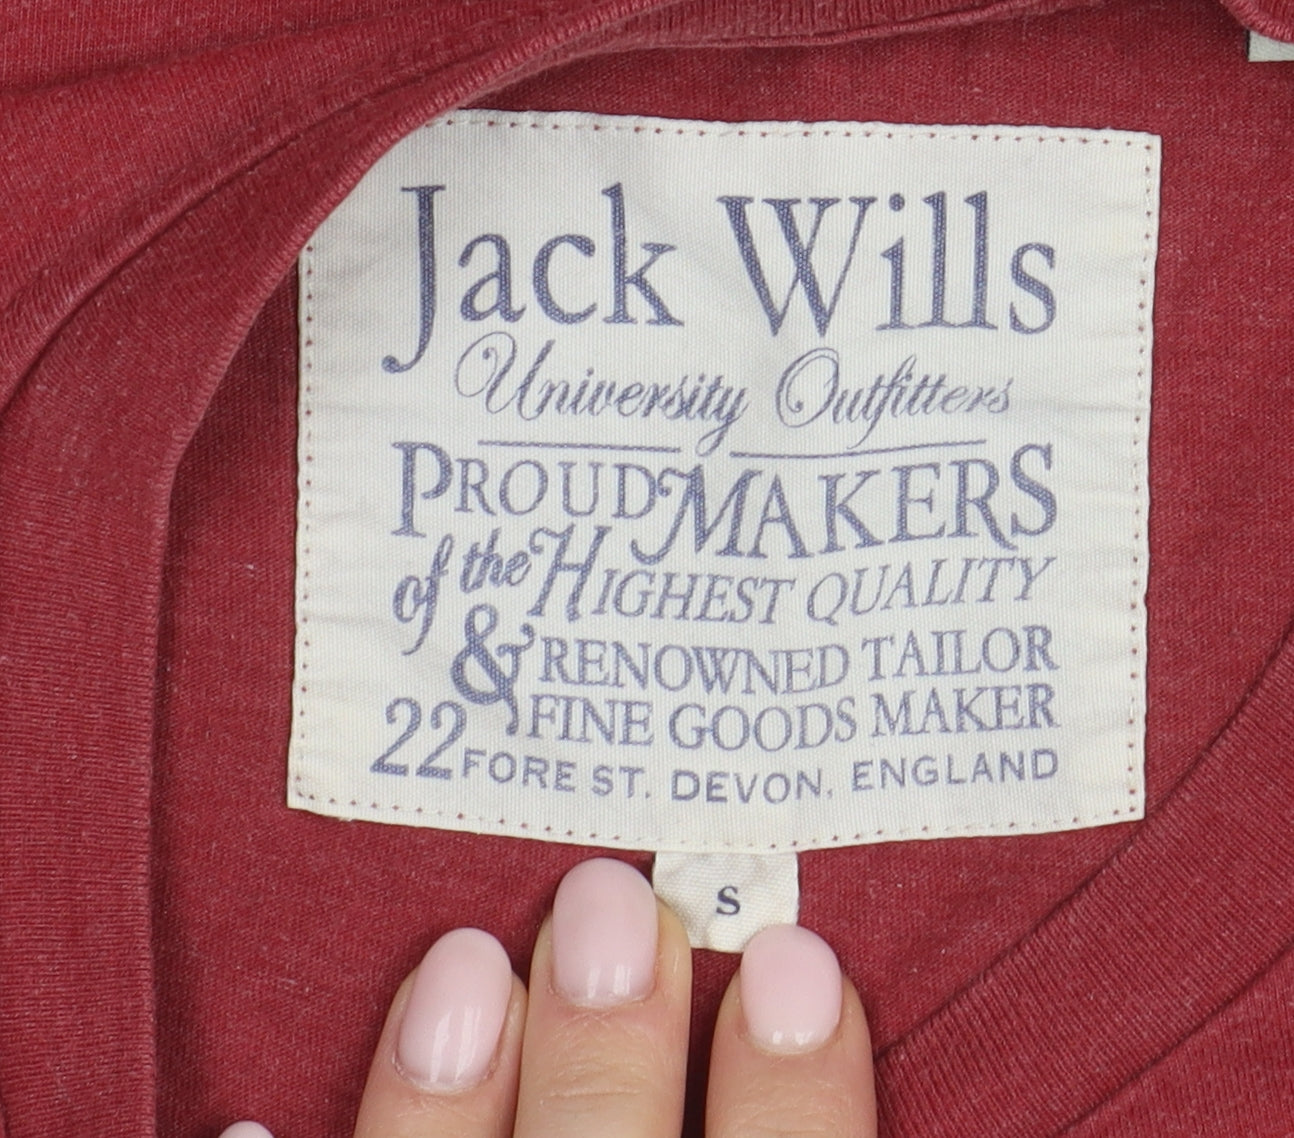 Jack Wills
University Outfitters
PROUD MAKERS
of the HIGHEST QUALITY
& RENOWNED TAILOR
FINE GOODS MAKER
22 FORE ST. DEVON, ENGLAND
S